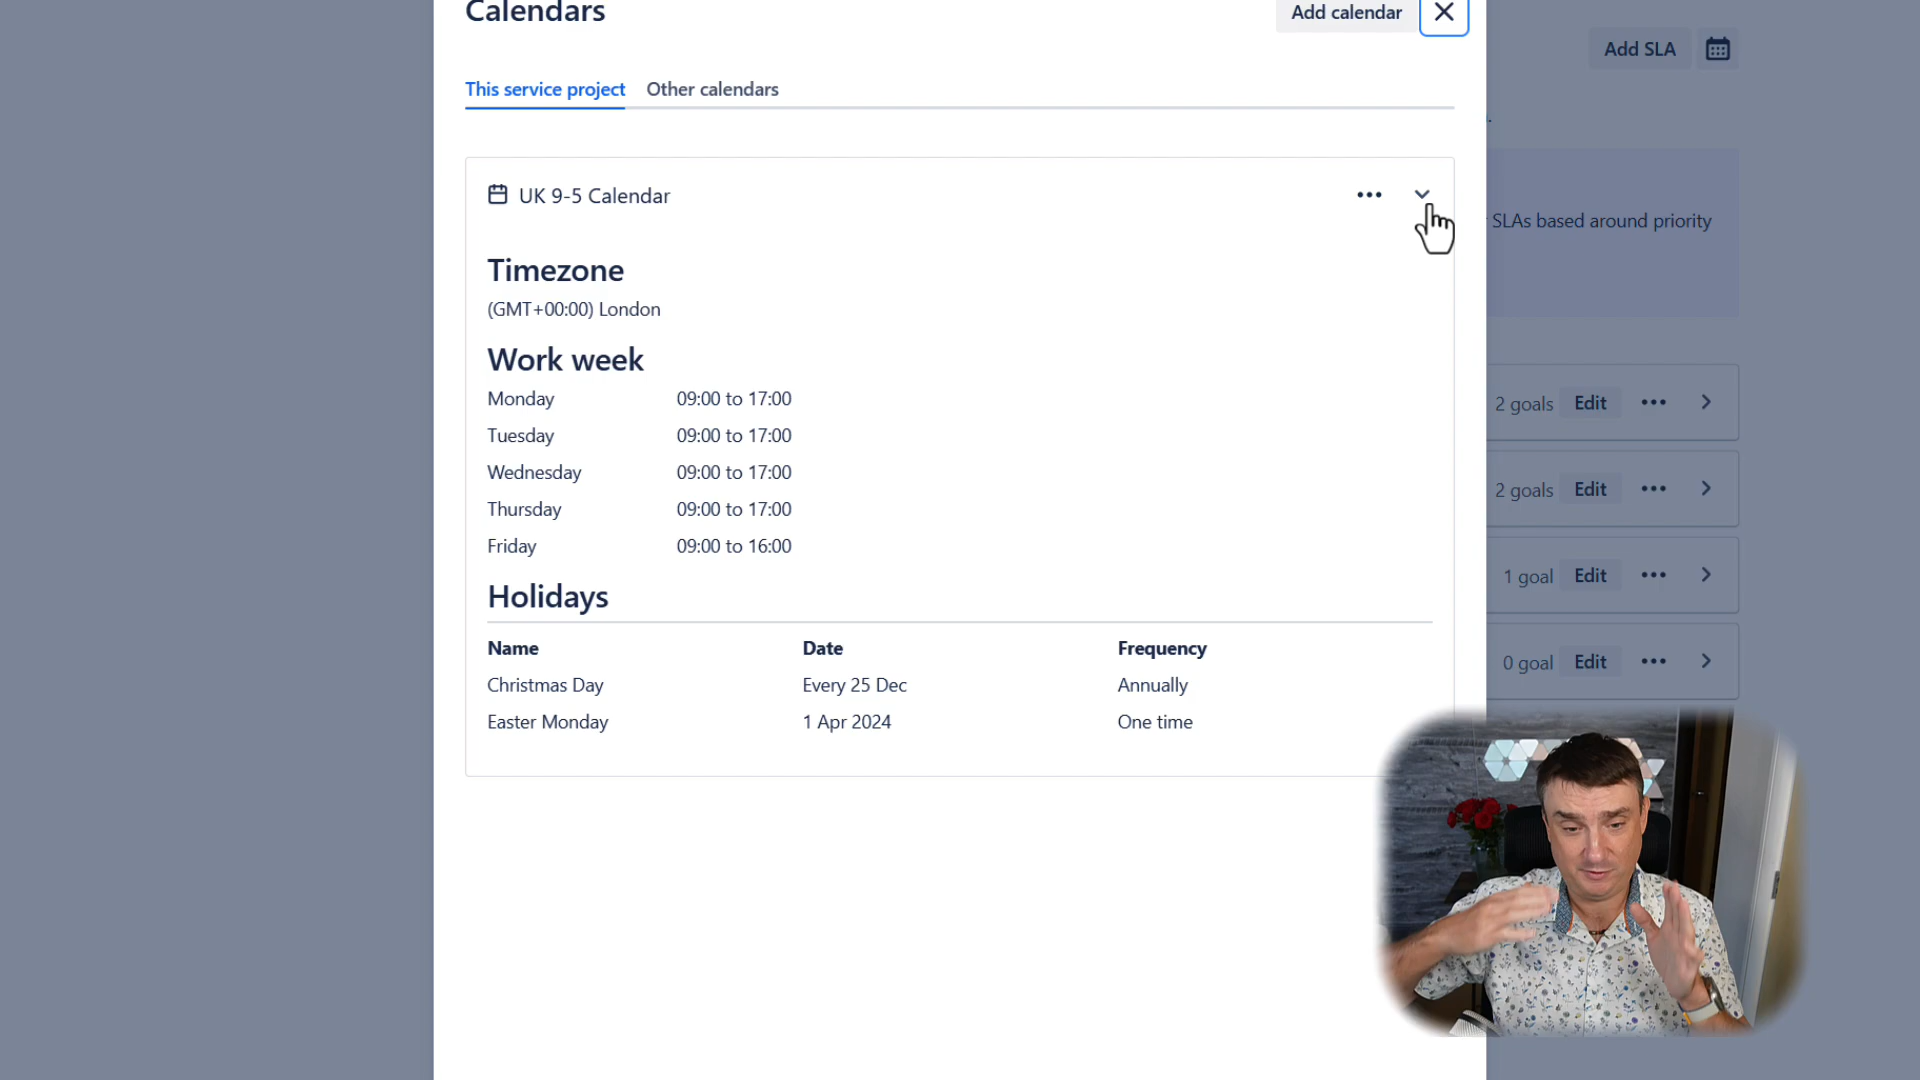 Calendars
Add calendar
Add SLA
This service project
Other calendars
UK 9-5 Calendar
SLAs based around priority
Timezone
(GMT+00:00) London
Work week
Monday 09:00 to 17:00
Tuesday 09:00 to 17:00
Wednesday 09:00 to 17:00
Thursday 09:00 to 17:00
Friday 09:00 to 16:00
2 goals Edit
2 goals Edit
1 goal Edit
0 goal Edit
Holidays
Name Date Frequency
Christmas Day Every 25 Dec Annually
Easter Monday 1 Apr 2024 One time